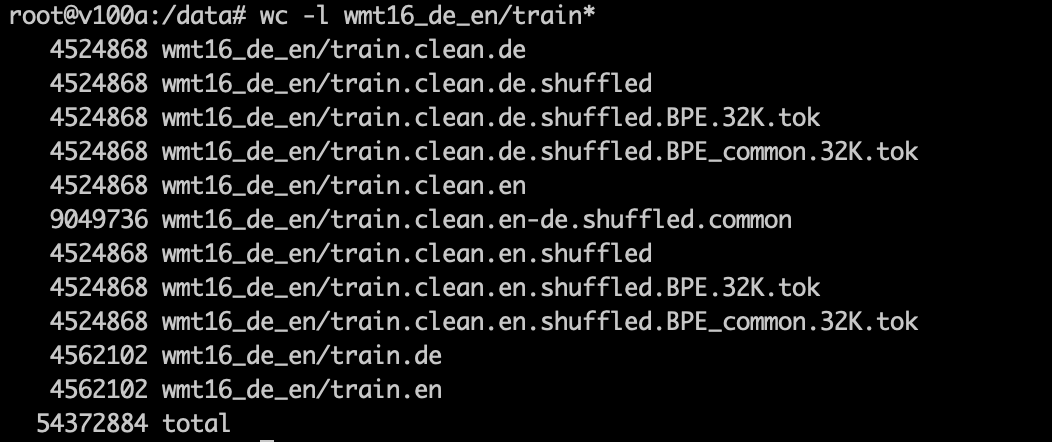 root@v100a:/data# wc -l wmt16_de_en/train*
4524868 wmt16_de_en/train.clean.de
4524868 wmt16_de_en/train.clean.de.shuffled
4524868 wmt16_de_en/train.clean.de.shuffled.BPE.32K.tok
4524868 wmt16_de_en/train.clean.de.shuffled.BPE_common.32K.tok
4524868 wmt16_de_en/train.clean.en
9049736 wmt16_de_en/train.clean.en-de.shuffled.common
4524868 wmt16_de_en/train.clean.en.shuffled
4524868 wmt16_de_en/train.clean.en.shuffled.BPE.32K.tok
4524868 wmt16_de_en/train.clean.en.shuffled.BPE_common.32K.tok
4562102 wmt16_de_en/train.de
4562102 wmt16_de_en/train.en
54372884 total